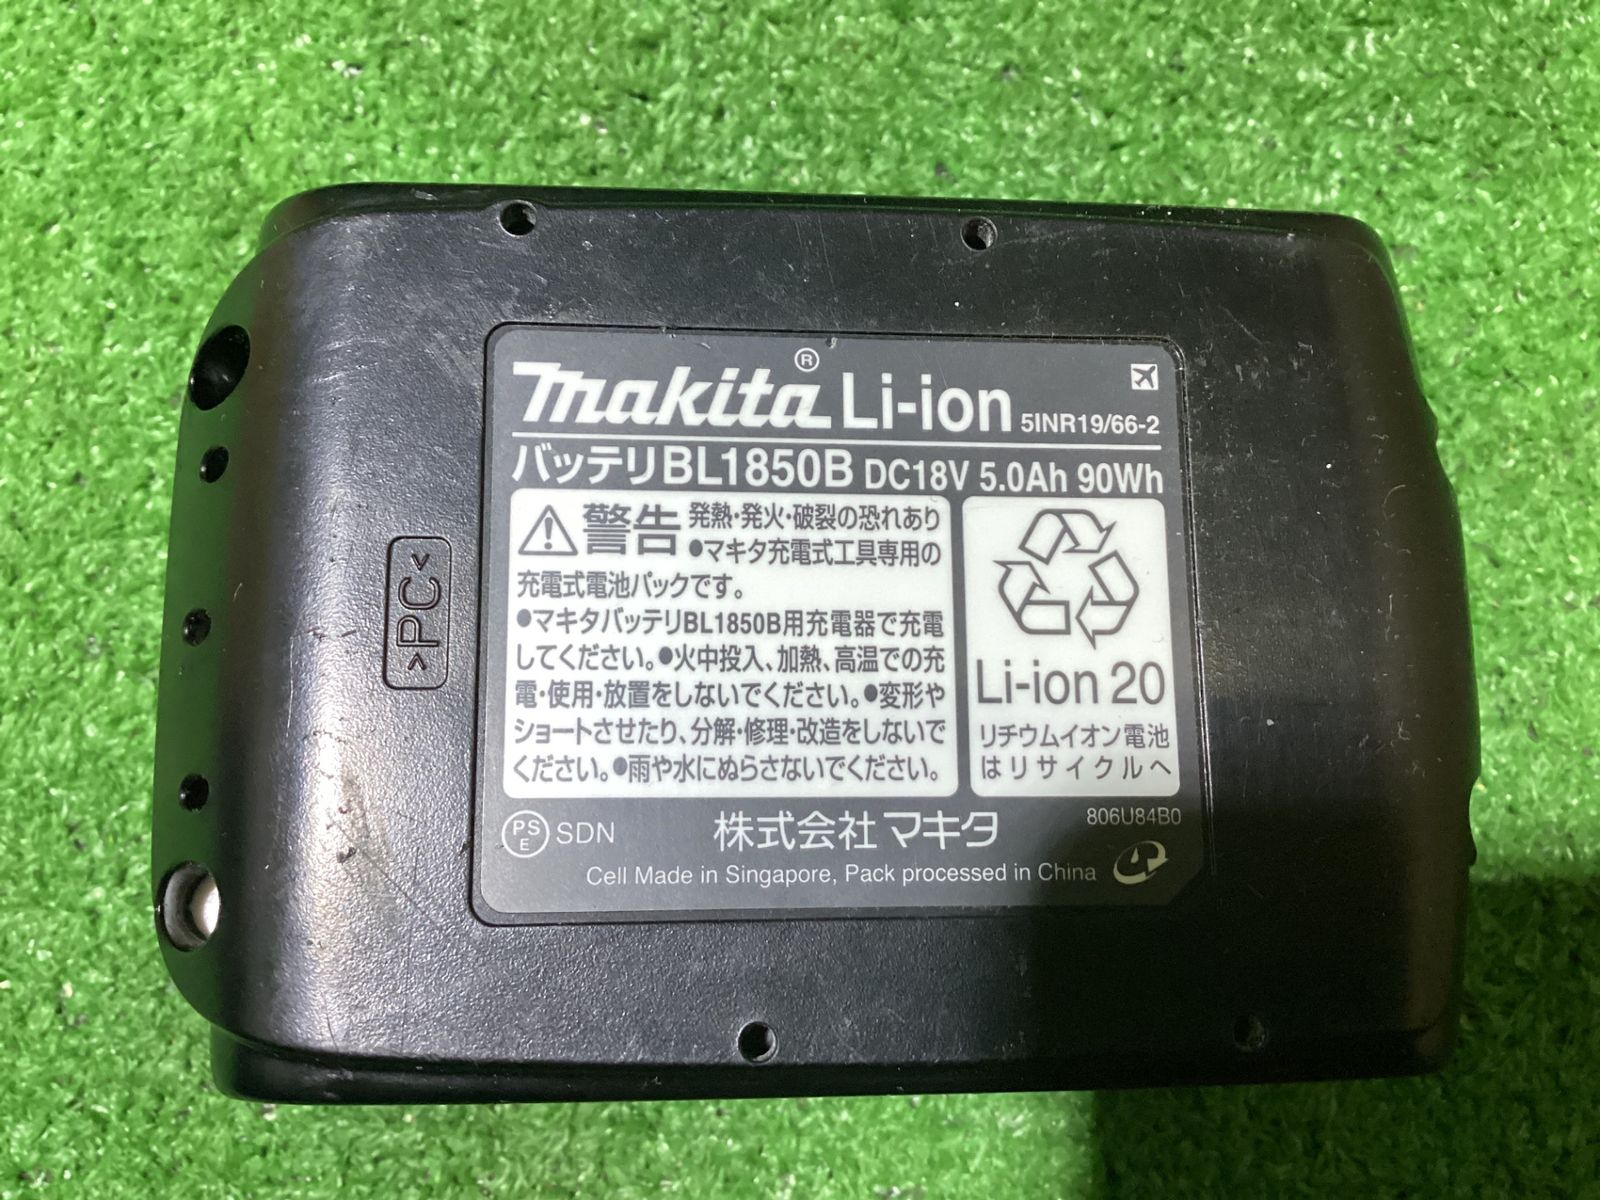 makita® Li-ion 5INR19/66-2
バッテリBL1850B DC18V 5.0Ah 90Wh
警告 発熱・発火・破裂の恐れあり
●マキタ充電式工具専用の
充電式電池パックです。
●マキタバッテリBL1850B用充電器で充電
してください。●火中投入、加熱、高温での充
電・使用・放置をしないでください。●変形や
ショートさせたり、分解・修理・改造をしないで
ください。●雨や水にぬらさないでください。
Li-ion 20
リチウムイオン電池
はリサイクルへ
PS
E
SDN
株式会社マキタ
806U84B0
Cell Made in Singapore, Pack processed in China
>PC<